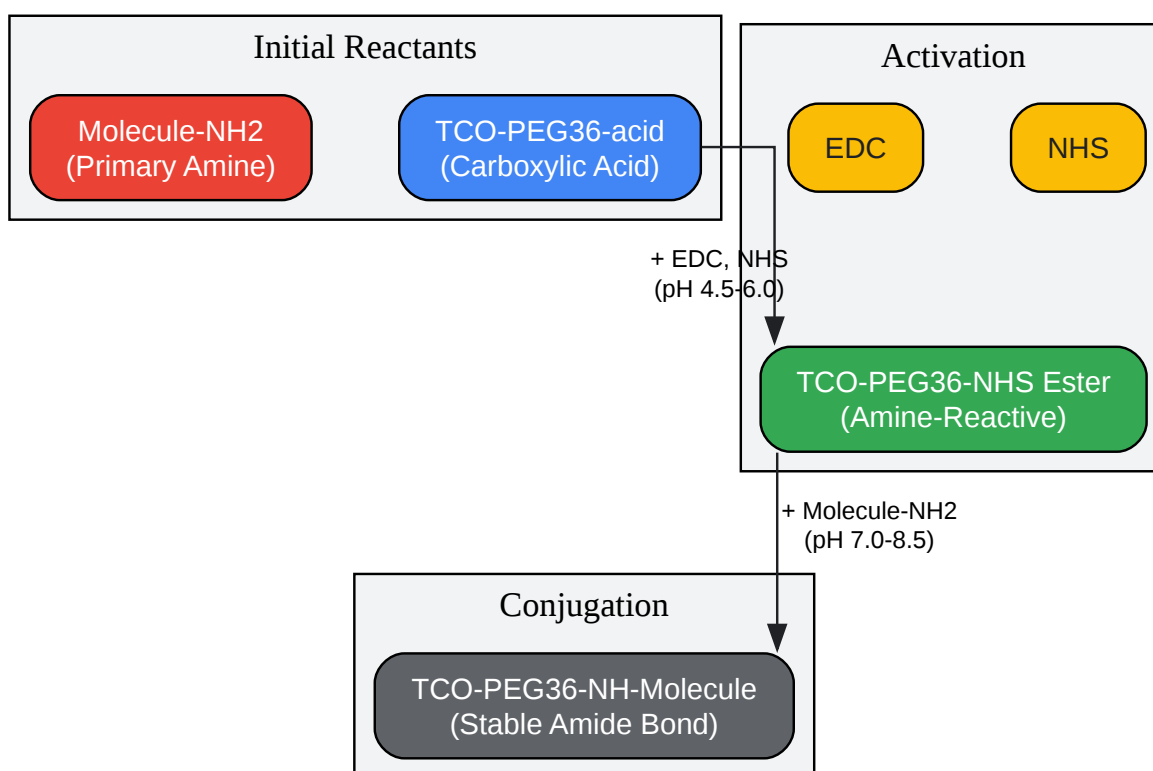 Initial Reactants
Molecule-NH2
(Primary Amine)
TCO-PEG36-acid
(Carboxylic Acid)
Activation
EDC
NHS
+ EDC, NHS
(pH 4.5-6.0)
TCO-PEG36-NHS Ester
(Amine-Reactive)
+ Molecule-NH2
(pH 7.0-8.5)
Conjugation
TCO-PEG36-NH-Molecule
(Stable Amide Bond)